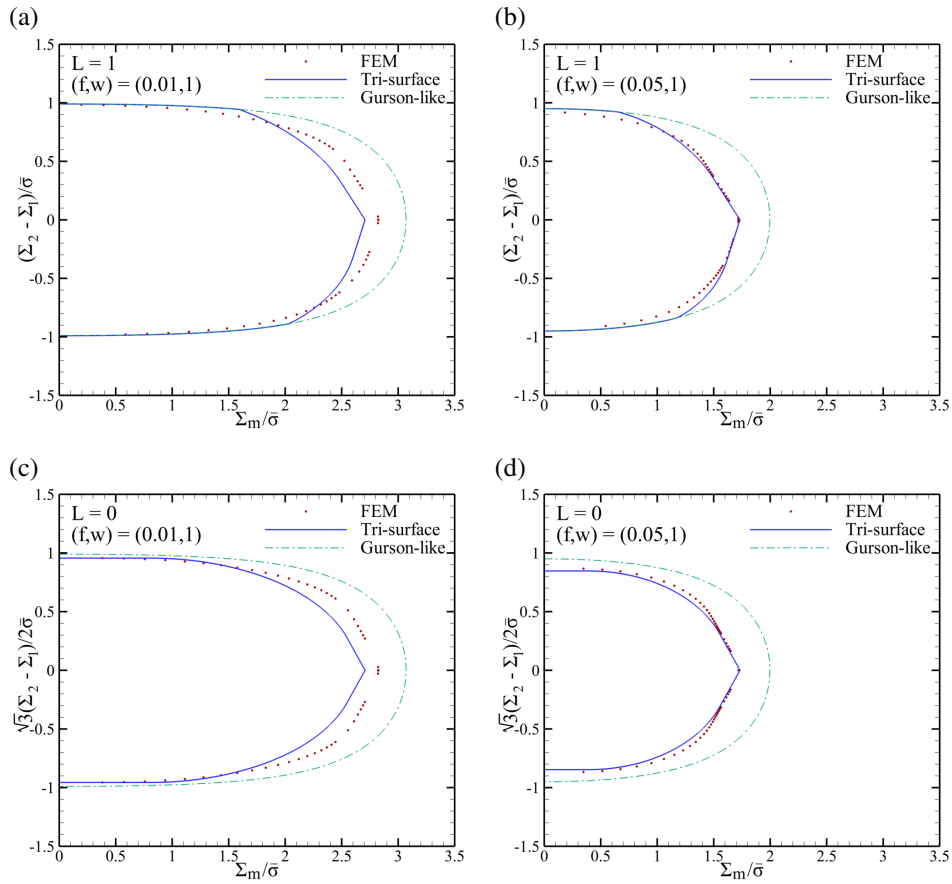 (a)
1.5
1
0.5
0
-0.5
-1
-1.5
(Σ₂ - Σ₁)/σ̄
L = 1
(f,w) = (0.01,1)
FEM
Tri-surface
Gurson-like
0 0.5 1 1.5 2 2.5 3 3.5
Σₘ/σ̄
(b)
1.5
1
0.5
0
-0.5
-1
-1.5
(Σ₂ - Σ₁)/σ̄
L = 1
(f,w) = (0.05,1)
FEM
Tri-surface
Gurson-like
0 0.5 1 1.5 2 2.5 3 3.5
Σₘ/σ̄
(c)
1.5
1
0.5
0
-0.5
-1
-1.5
√3(Σ₂ - Σ₁)/2σ̄
L = 0
(f,w) = (0.01,1)
FEM
Tri-surface
Gurson-like
0 0.5 1 1.5 2 2.5 3 3.5
Σₘ/σ̄
(d)
1.5
1
0.5
0
-0.5
-1
-1.5
√3(Σ₂ - Σ₁)/2σ̄
L = 0
(f,w) = (0.05,1)
FEM
Tri-surface
Gurson-like
0 0.5 1 1.5 2 2.5 3 3.5
Σₘ/σ̄